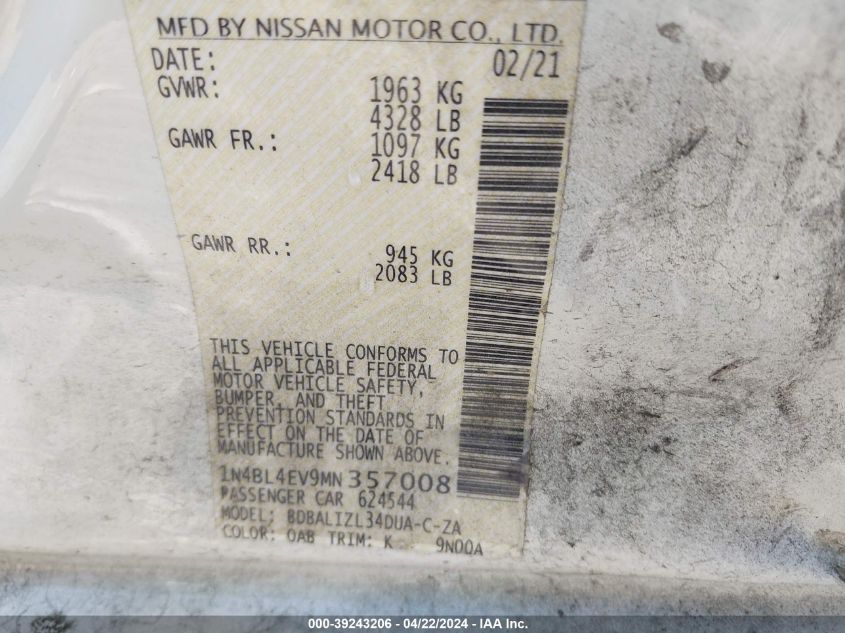 MFD BY NISSAN MOTOR CO., LTD.
DATE: 02/21
GVWR: 1963 KG
4328 LB
GAWR FR.: 1097 KG
2418 LB
GAWR RR.: 945 KG
2083 LB
THIS VEHICLE CONFORMS TO
ALL APPLICABLE FEDERAL
MOTOR VEHICLE SAFETY,
BUMPER, AND THEFT
PREVENTION STANDARDS IN
EFFECT ON THE DATE OF
MANUFACTURE SHOWN ABOVE.
1N4BL4EV9MN357008
PASSENGER CAR 624544
MODEL: BDBALIZL34DUA-C-ZA
COLOR: QAB TRIM: K 9N00A
000-39243206 - 04/22/2024 - IAA Inc.